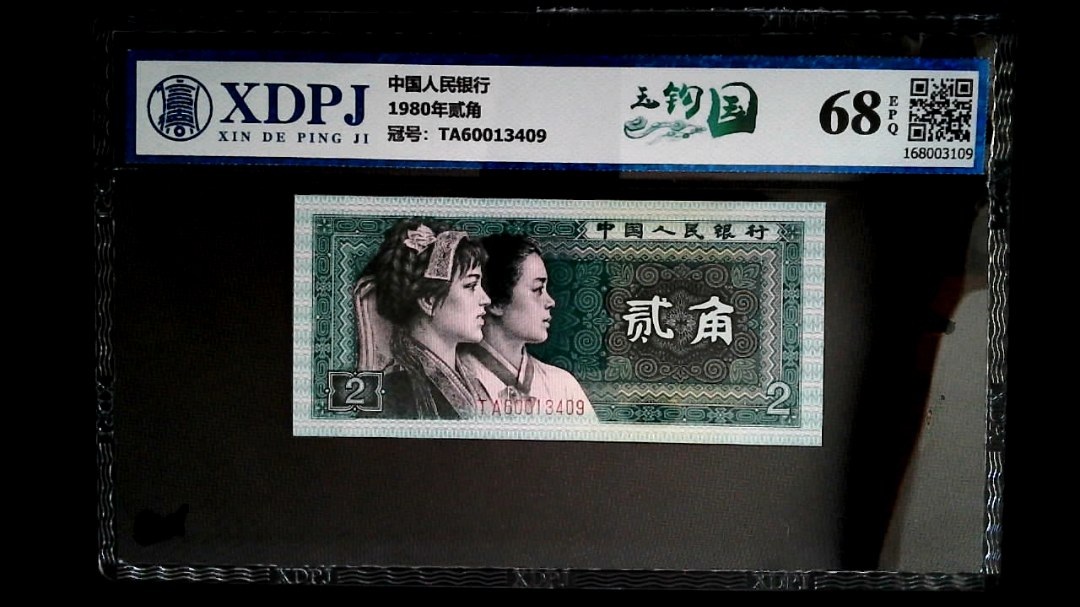 XDPJ
XIN DE PING JI
中国人民银行
1980年贰角
冠号：TA60013409
玉钩国
68
EPQ
168003109
中国人民银行
贰角
2
2
TA60013409
XDPJ
XDPJ
XDPJ